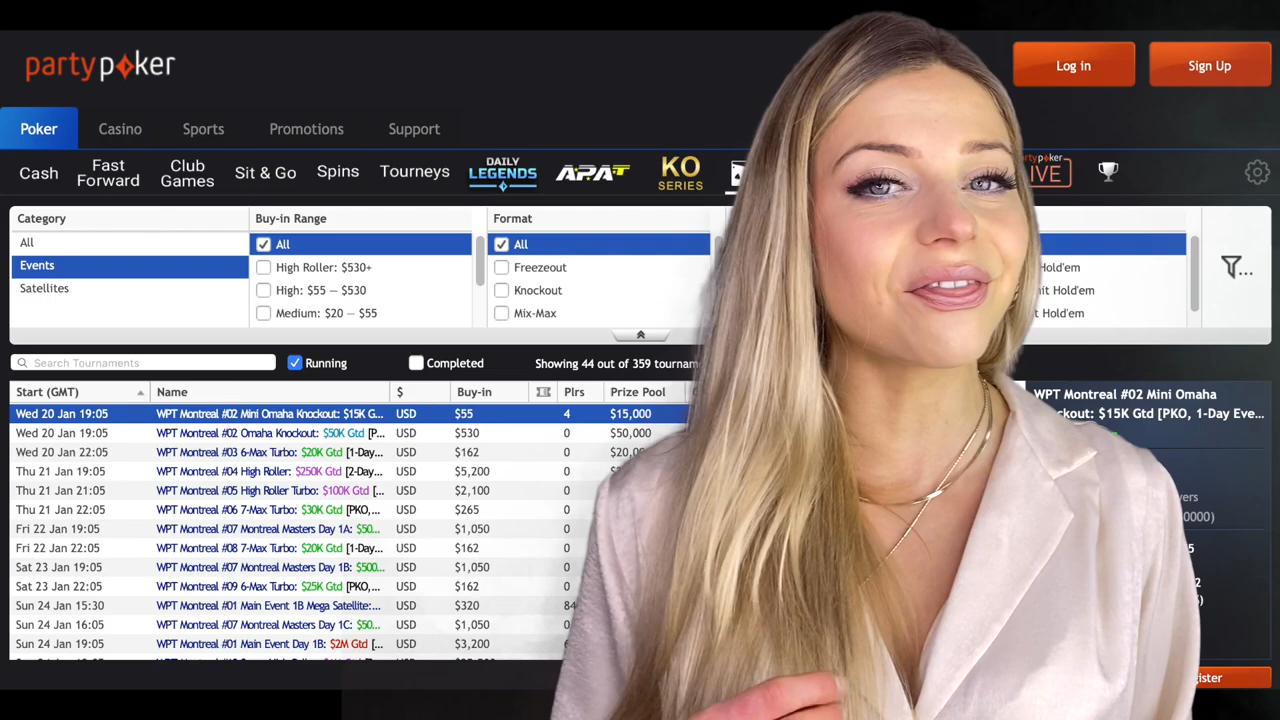 partypoker
Log in
Sign Up
Poker Casino Sports Promotions Support
Cash Fast Forward Club Games Sit & Go Spins Tourneys DAILY LEGENDS APAT KO SERIES
Category Buy-in Range Format
All All All
Events High Roller: $530+ Freezeout Hold'em
Satellites High: $55 — $530 Knockout Hold'em
Medium: $20 — $55 Mix-Max Hold'em
Search Tournaments Running Completed Showing 44 out of 359
Start (GMT) Name $ Buy-in Plrs Prize Pool
Wed 20 Jan 19:05 WPT Montreal #02 Mini Omaha Knockout: $15K G... USD $55 4 $15,000
Wed 20 Jan 19:05 WPT Montreal #02 Omaha Knockout: $50K Gtd [P... USD $530 0 $50,000
Wed 20 Jan 22:05 WPT Montreal #03 6-Max Turbo: $20K Gtd [1-Day... USD $162 0
Thu 21 Jan 19:05 WPT Montreal #04 High Roller: $250K Gtd [2-Day... USD $5,200 0
Thu 21 Jan 21:05 WPT Montreal #05 High Roller Turbo: $100K Gtd [... USD $2,100 0
Thu 21 Jan 22:05 WPT Montreal #06 7-Max Turbo: $30K Gtd [PKO, ... USD $265 0
Fri 22 Jan 19:05 WPT Montreal #07 Montreal Masters Day 1A: $50... USD $1,050 0
Fri 22 Jan 22:05 WPT Montreal #08 7-Max Turbo: $20K Gtd [1-Day... USD $162 0
Sat 23 Jan 19:05 WPT Montreal #07 Montreal Masters Day 1B: $500... USD $1,050 0
Sat 23 Jan 22:05 WPT Montreal #09 6-Max Turbo: $25K Gtd [PKO, ... USD $162 0
Sun 24 Jan 15:30 WPT Montreal #01 Main Event 1B Mega Satellite:... USD $320
Sun 24 Jan 16:05 WPT Montreal #07 Montreal Masters Day 1C: $50... USD $1,050 0
Sun 24 Jan 19:05 WPT Montreal #01 Main Event Day 1B: $2M Gtd [... USD $3,200
WPT Montreal #02 Mini Omaha
$15K Gtd [PKO, 1-Day Eve...